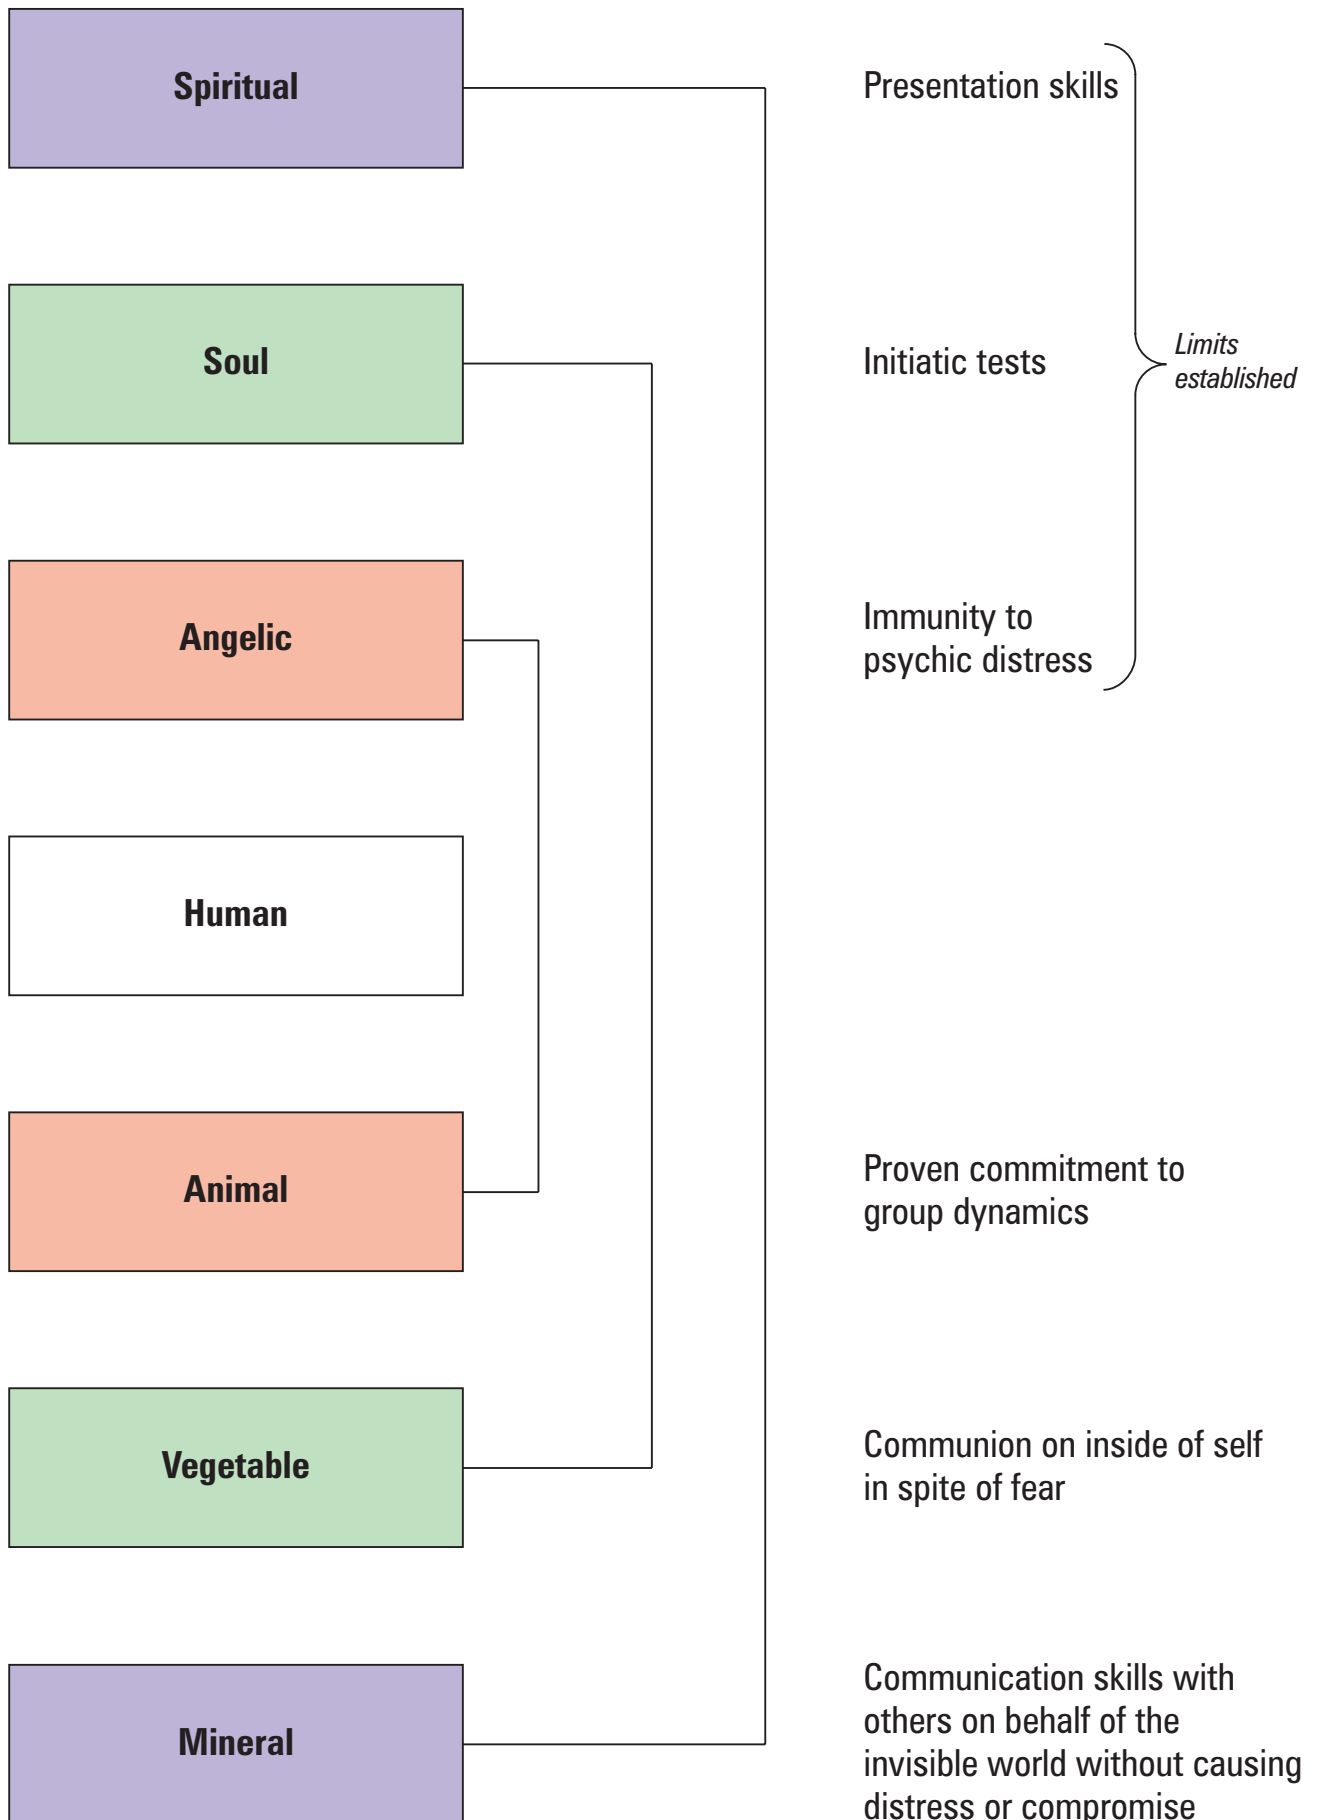 Spiritual
Presentation skills
Soul
Initiatic tests
Limits
established
Angelic
Immunity to
psychic distress
Human
Animal
Proven commitment to
group dynamics
Vegetable
Communion on inside of self
in spite of fear
Mineral
Communication skills with
others on behalf of the
invisible world without causing
distress or compromise